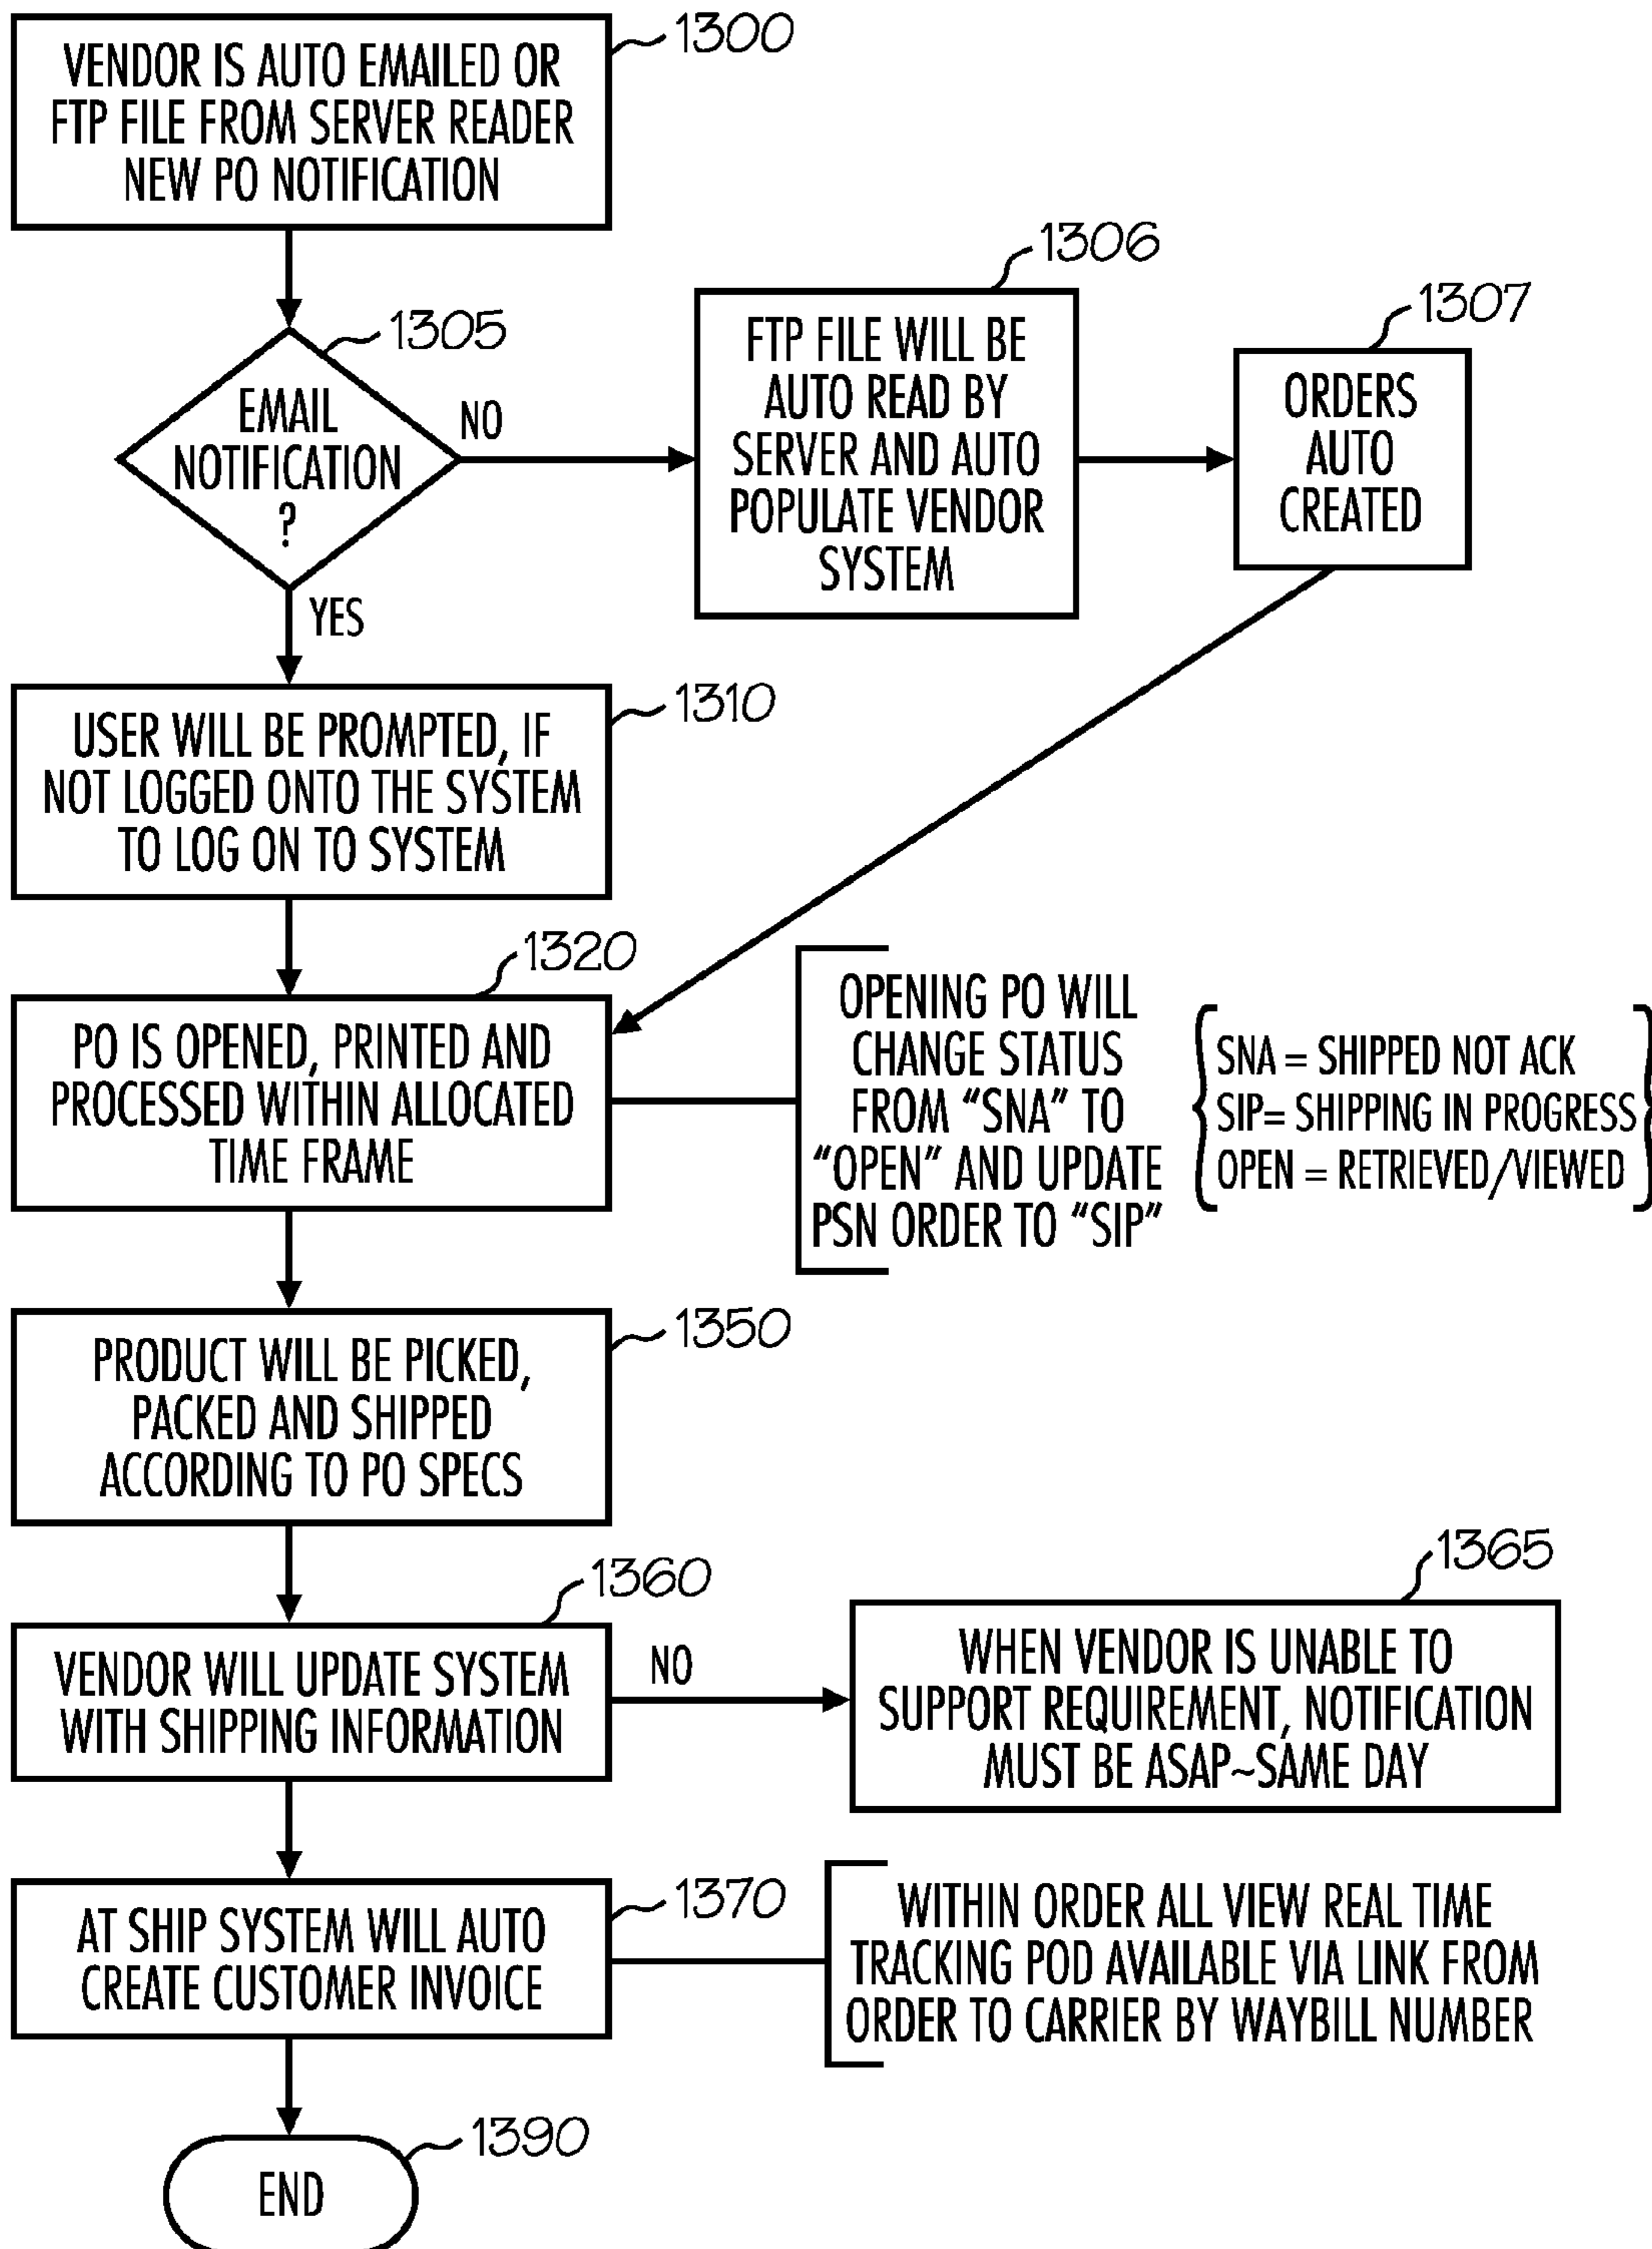 1300
VENDOR IS AUTO EMAILED OR
FTP FILE FROM SERVER READER
NEW PO NOTIFICATION
1305
EMAIL
NOTIFICATION
?
NO
YES
1306
FTP FILE WILL BE
AUTO READ BY
SERVER AND AUTO
POPULATE VENDOR
SYSTEM
1307
ORDERS
AUTO
CREATED
1310
USER WILL BE PROMPTED, IF
NOT LOGGED ONTO THE SYSTEM
TO LOG ON TO SYSTEM
1320
PO IS OPENED, PRINTED AND
PROCESSED WITHIN ALLOCATED
TIME FRAME
OPENING PO WILL
CHANGE STATUS
FROM “SNA” TO
“OPEN” AND UPDATE
PSN ORDER TO “SIP”
SNA = SHIPPED NOT ACK
SIP= SHIPPING IN PROGRESS
OPEN = RETRIEVED/VIEWED
1350
PRODUCT WILL BE PICKED,
PACKED AND SHIPPED
ACCORDING TO PO SPECS
1360
VENDOR WILL UPDATE SYSTEM
WITH SHIPPING INFORMATION
NO
1365
WHEN VENDOR IS UNABLE TO
SUPPORT REQUIREMENT, NOTIFICATION
MUST BE ASAP~SAME DAY
1370
AT SHIP SYSTEM WILL AUTO
CREATE CUSTOMER INVOICE
WITHIN ORDER ALL VIEW REAL TIME
TRACKING POD AVAILABLE VIA LINK FROM
ORDER TO CARRIER BY WAYBILL NUMBER
1390
END